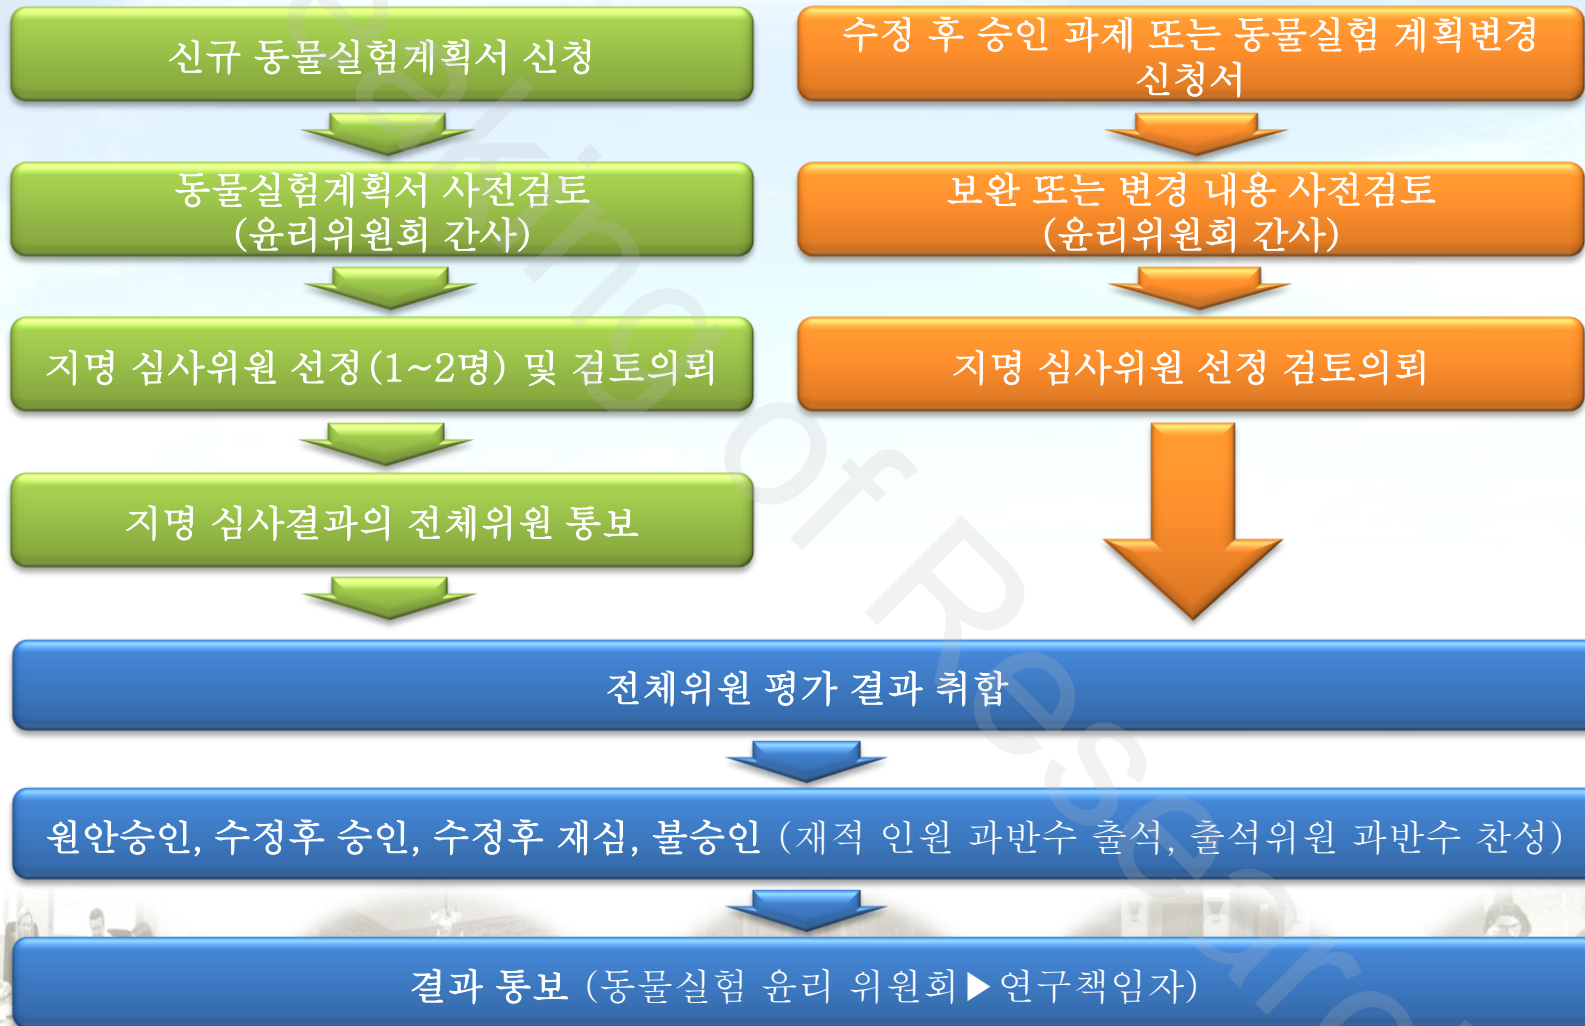 신규 동물실험계획서 신청
동물실험계획서 사전검토
(윤리위원회 간사)
지명 심사위원 선정(1~2명) 및 검토의뢰
지명 심사결과의 전체위원 통보
수정 후 승인 과제 또는 동물실험 계획변경
신청서
보완 또는 변경 내용 사전검토
(윤리위원회 간사)
지명 심사위원 선정 검토의뢰
전체위원 평가 결과 취합
원안승인, 수정후 승인, 수정후 재심, 불승인 (재적 인원 과반수 출석, 출석위원 과반수 찬성)
결과 통보 (동물실험 윤리 위원회▶연구책임자)
eaking of Researc